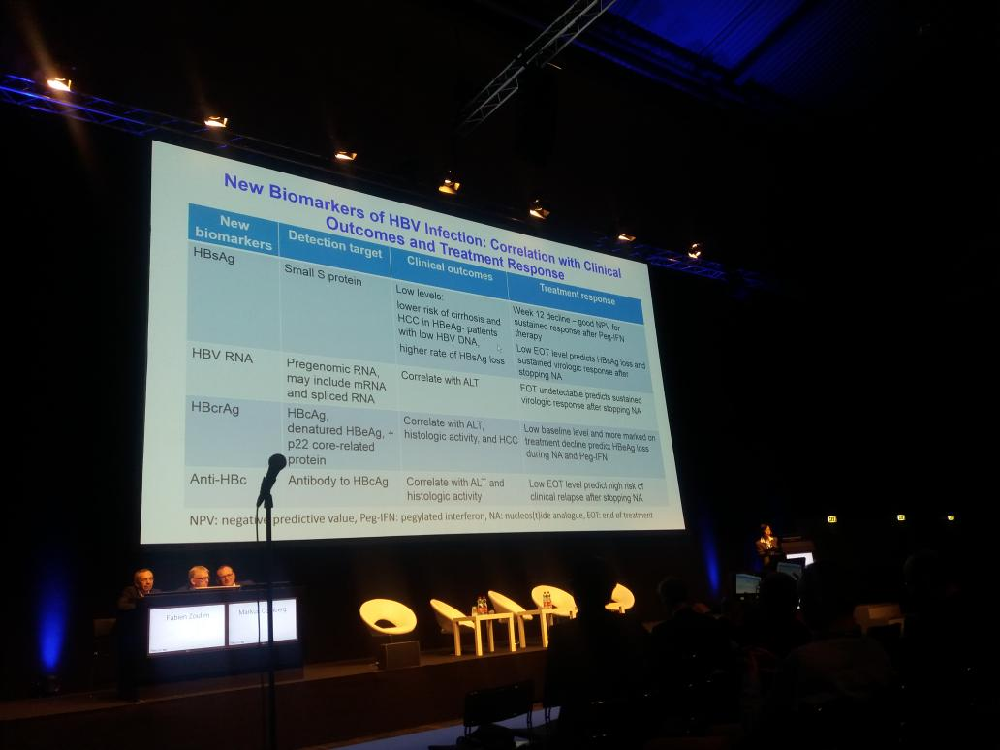 New Biomarkers of HBV Infection: Correlation with Clinical
Outcomes and Treatment Response
New
biomarkers
Detection target
Clinical outcomes
Treatment response
HBsAg
Small S protein
Low levels:
lower risk of cirrhosis and
HCC in HBeAg- patients
with low HBV DNA,
higher rate of HBsAg loss
Week 12 decline – good NPV for
sustained response after Peg-IFN
therapy
Low EOT level predicts HBsAg loss and
sustained virologic response after
stopping NA
HBV RNA
Pregenomic RNA,
may include mRNA
and spliced RNA
Correlate with ALT
EOT undetectable predicts sustained
virologic response after stopping NA
HBcrAg
HBcAg,
denatured HBeAg, +
p22 core-related
protein
Correlate with ALT,
histologic activity, and HCC
Low baseline level and more marked on
treatment decline predict HBeAg loss
during NA and Peg-IFN
Anti-HBc
Antibody to HBcAg
Correlate with ALT and
histologic activity
Low EOT level predict high risk of
clinical relapse after stopping NA
NPV: negative predictive value, Peg-IFN: pegylated interferon, NA: nucleos(t)ide analogue, EOT: end of treatment
Fabien Zoulim